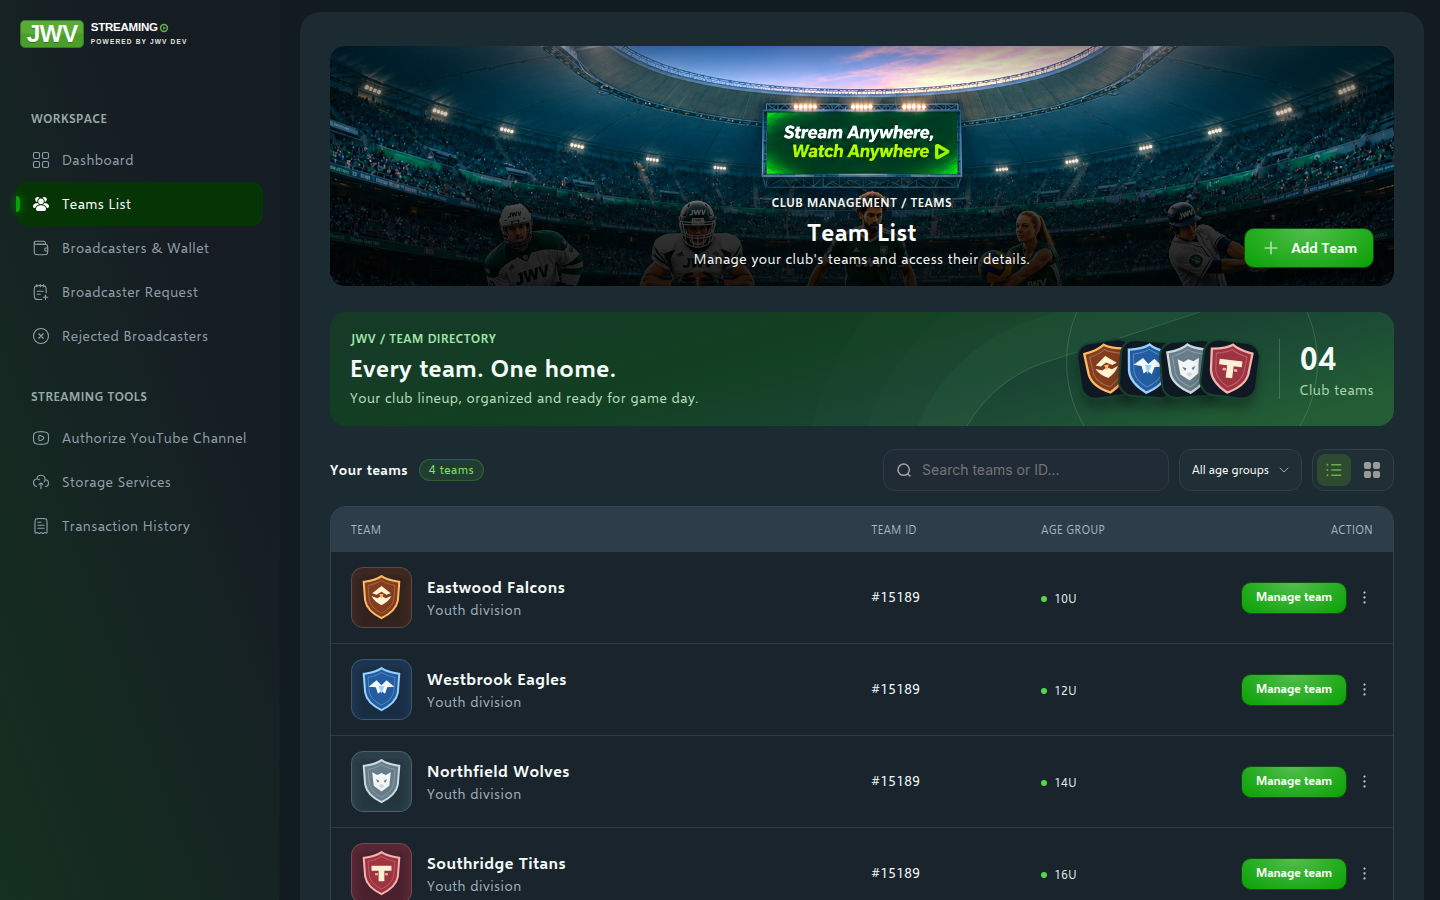 JWV STREAMING
POWERED BY JWV DEV
WORKSPACE
Dashboard
Teams List
Broadcasters & Wallet
Broadcaster Request
Rejected Broadcasters
STREAMING TOOLS
Authorize YouTube Channel
Storage Services
Transaction History
Stream Anywhere,
Watch Anywhere
JWV
JWV
JWV
JWV
CLUB MANAGEMENT / TEAMS
Team List
Manage your club's teams and access their details.
Add Team
JWV / TEAM DIRECTORY
Every team. One home.
Your club lineup, organized and ready for game day.
T
04
Club teams
Your teams 4 teams
Search teams or ID...
All age groups
TEAM TEAM ID AGE GROUP ACTION
Eastwood Falcons
Youth division
#15189 10U Manage team
Westbrook Eagles
Youth division
#15189 12U Manage team
Northfield Wolves
Youth division
#15189 14U Manage team
T
Southridge Titans
Youth division
#15189 16U Manage team